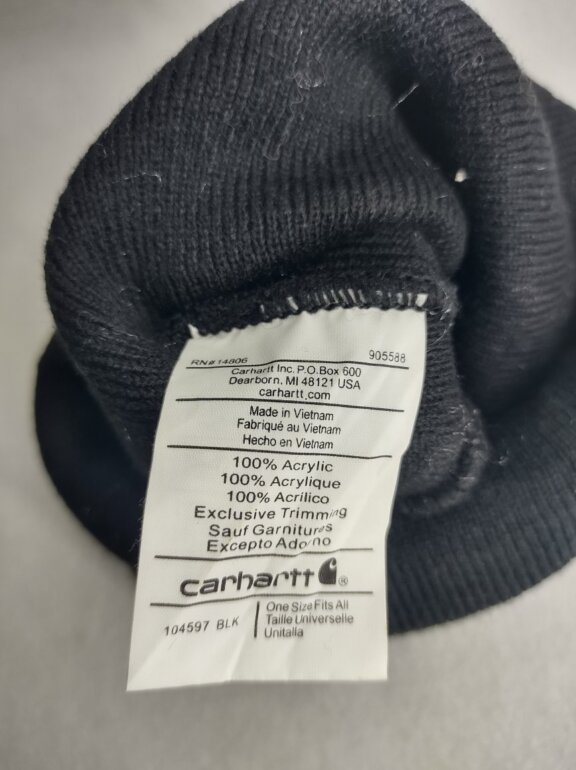 RN# 14806 905588
Carhartt Inc. P.O.Box 600
Dearborn, MI 48121 USA
carhartt.com
Made in Vietnam
Fabriqué au Vietnam
Hecho en Vietnam
100% Acrylic
100% Acrylique
100% Acrílico
Exclusive Trimming
Sauf Garnitures
Excepto Adorno
carhartt ®
104597 BLK
One Size Fits All
Taille Universelle
Unitalla